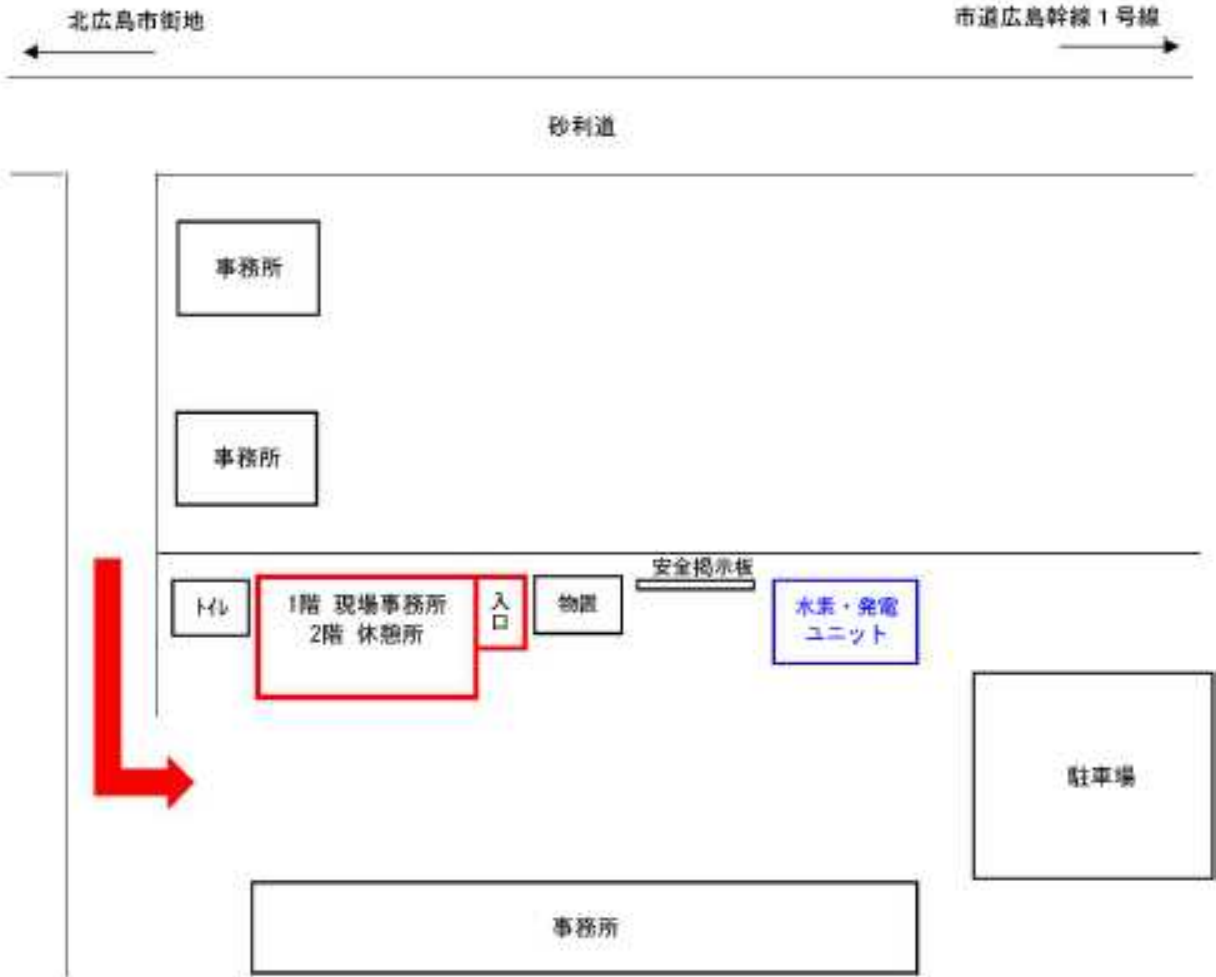 北広島市街地
市道広島幹線1号線
砂利道
事務所
事務所
安全掲示板
トイレ
1階 現場事務所
2階 休憩所
入口
物置
水素・発電
ユニット
駐車場
事務所